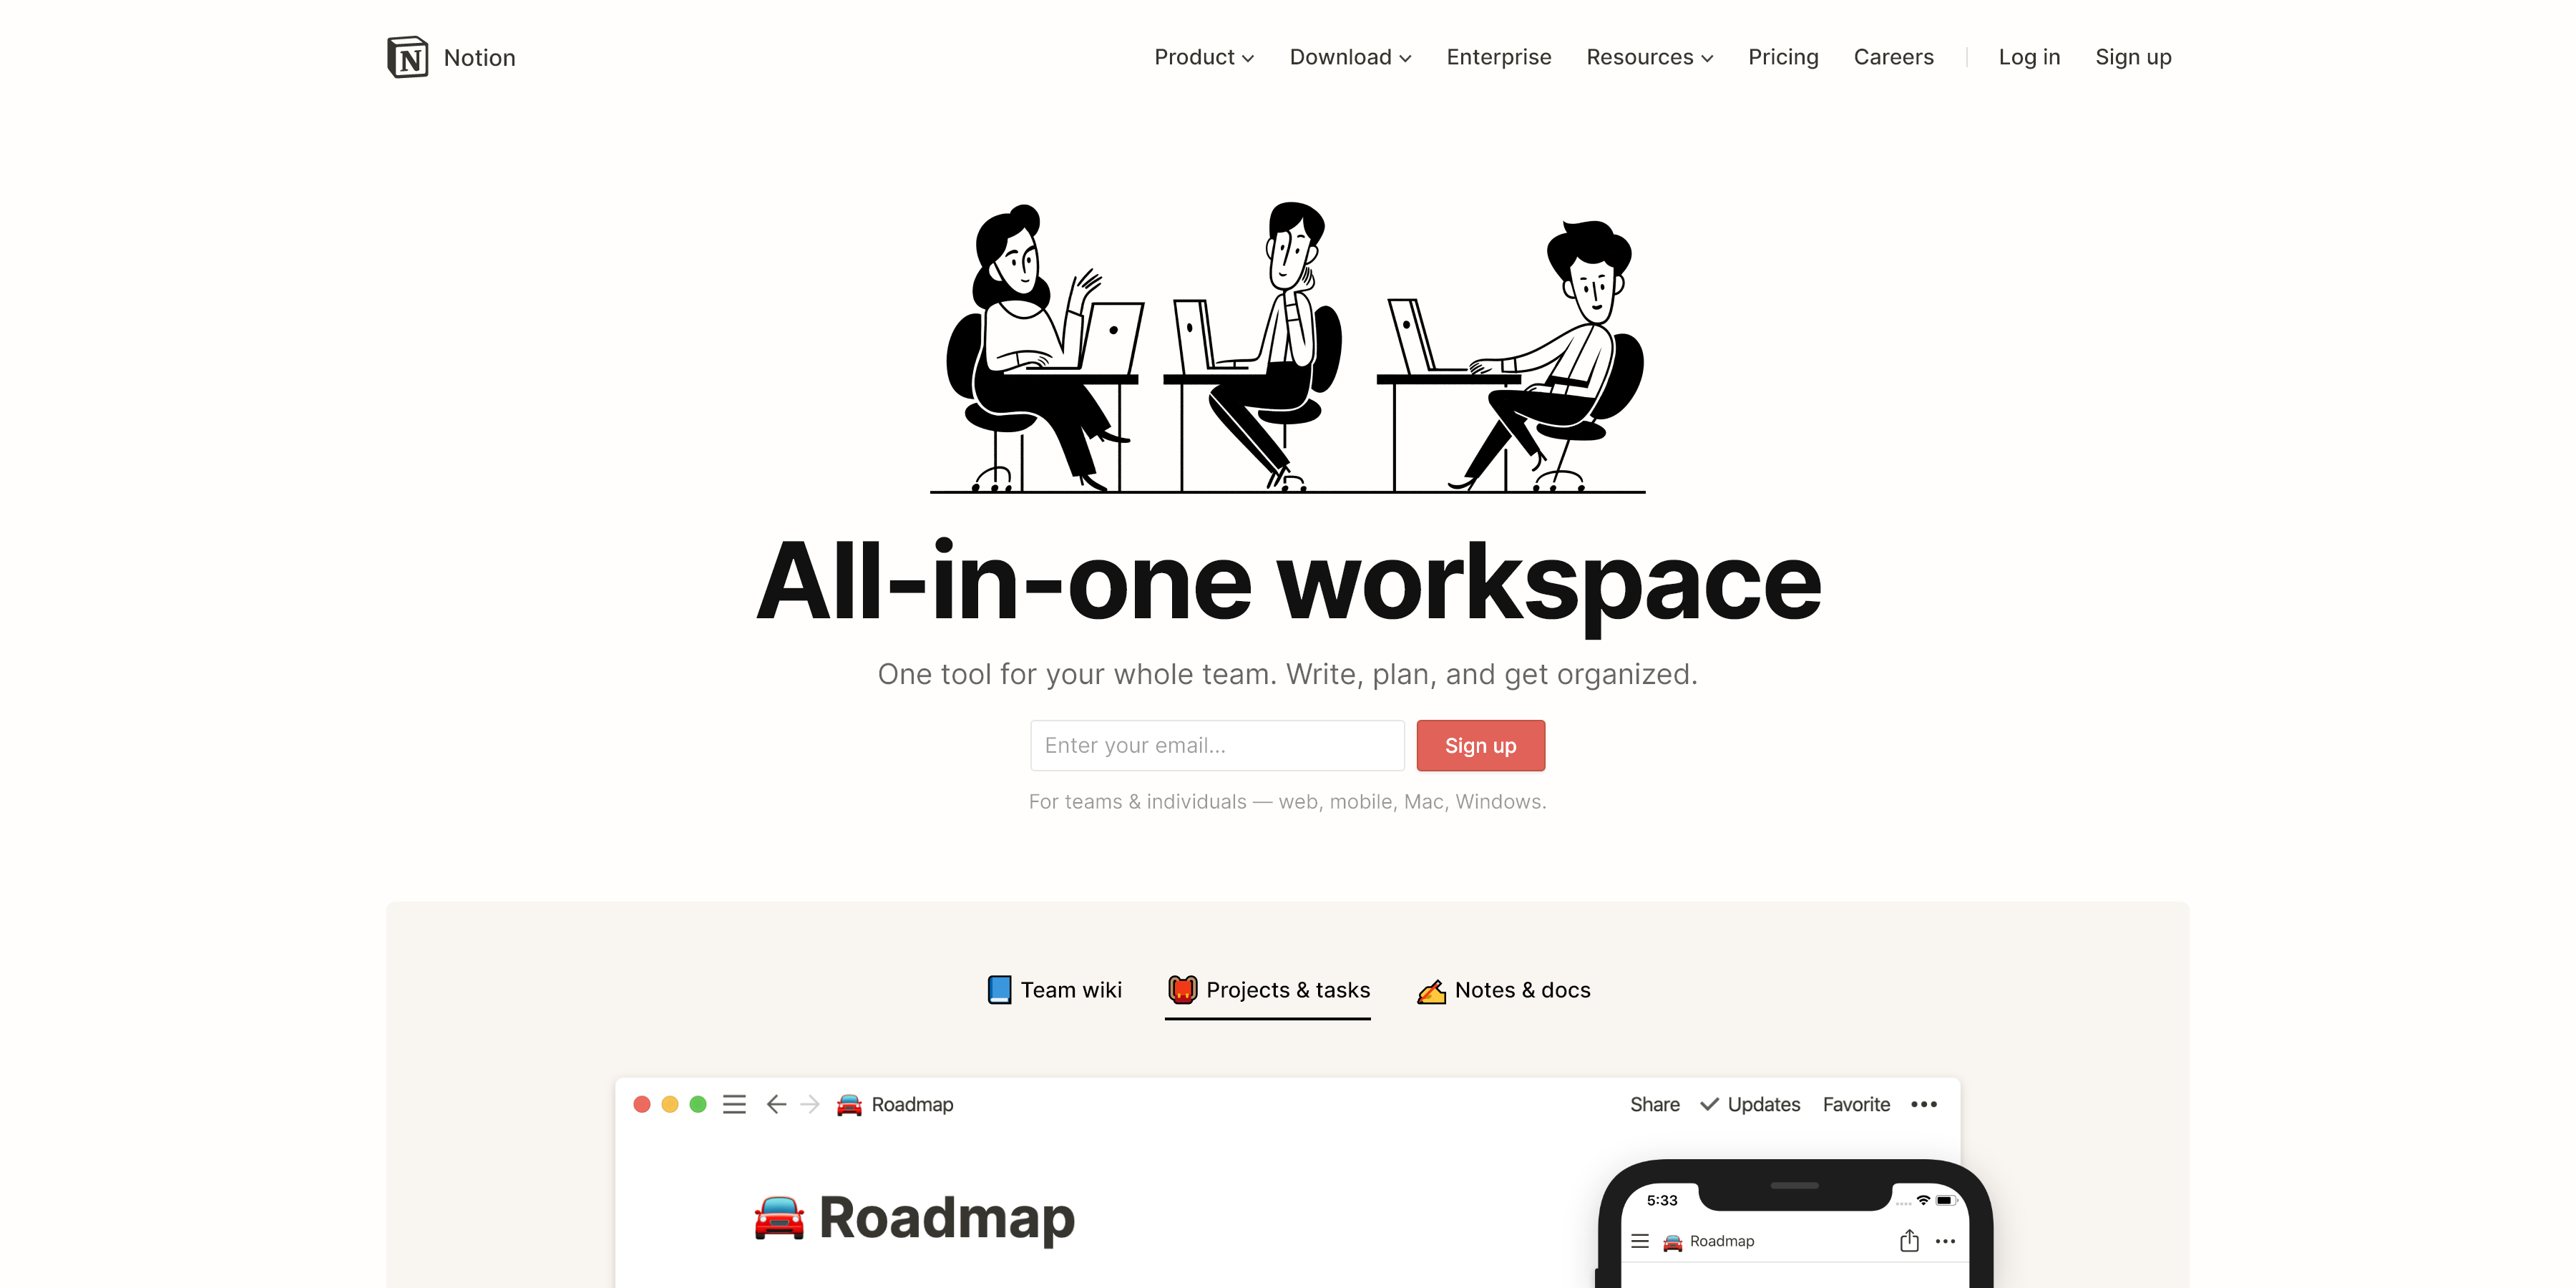 Notion
Product Download Enterprise Resources Pricing Careers Log in Sign up
All-in-one workspace
One tool for your whole team. Write, plan, and get organized.
Enter your email... Sign up
For teams & individuals — web, mobile, Mac, Windows.
Team wiki Projects & tasks Notes & docs
Roadmap Share Updates Favorite
Roadmap
5:33
Roadmap